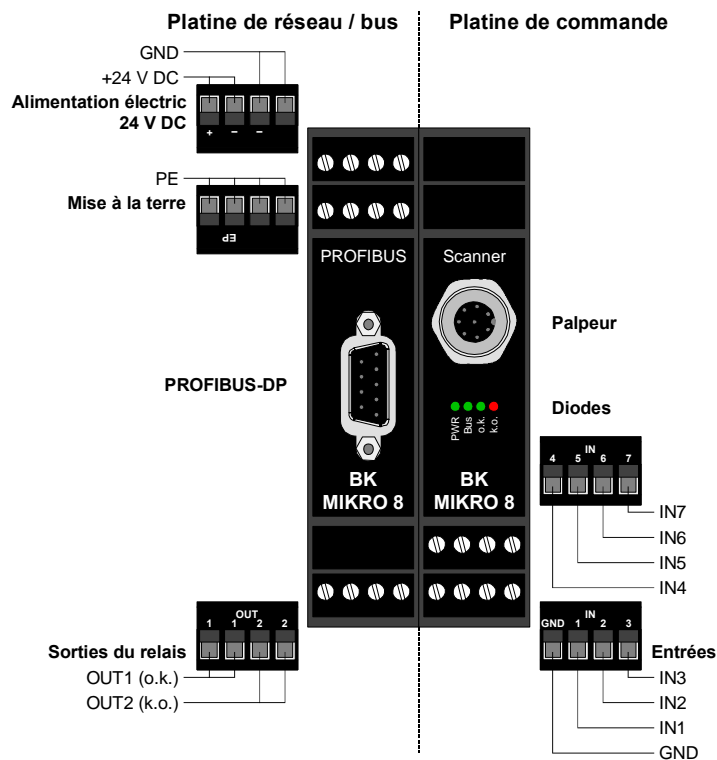 Platine de réseau / bus
Platine de commande
GND
+24 V DC
Alimentation électric
24 V DC
+ – –
PE
Mise à la terre
EP
PROFIBUS
Scanner
Palpeur
PROFIBUS-DP
Diodes
PWR
Bus
o.k.
k.o.
BK
MIKRO 8
BK
MIKRO 8
IN
4 5 6 7
IN7
IN6
IN5
IN4
OUT
1 1 2 2
Sorties du relais
OUT1 (o.k.)
OUT2 (k.o.)
IN
GND 1 2 3
Entrées
IN3
IN2
IN1
GND